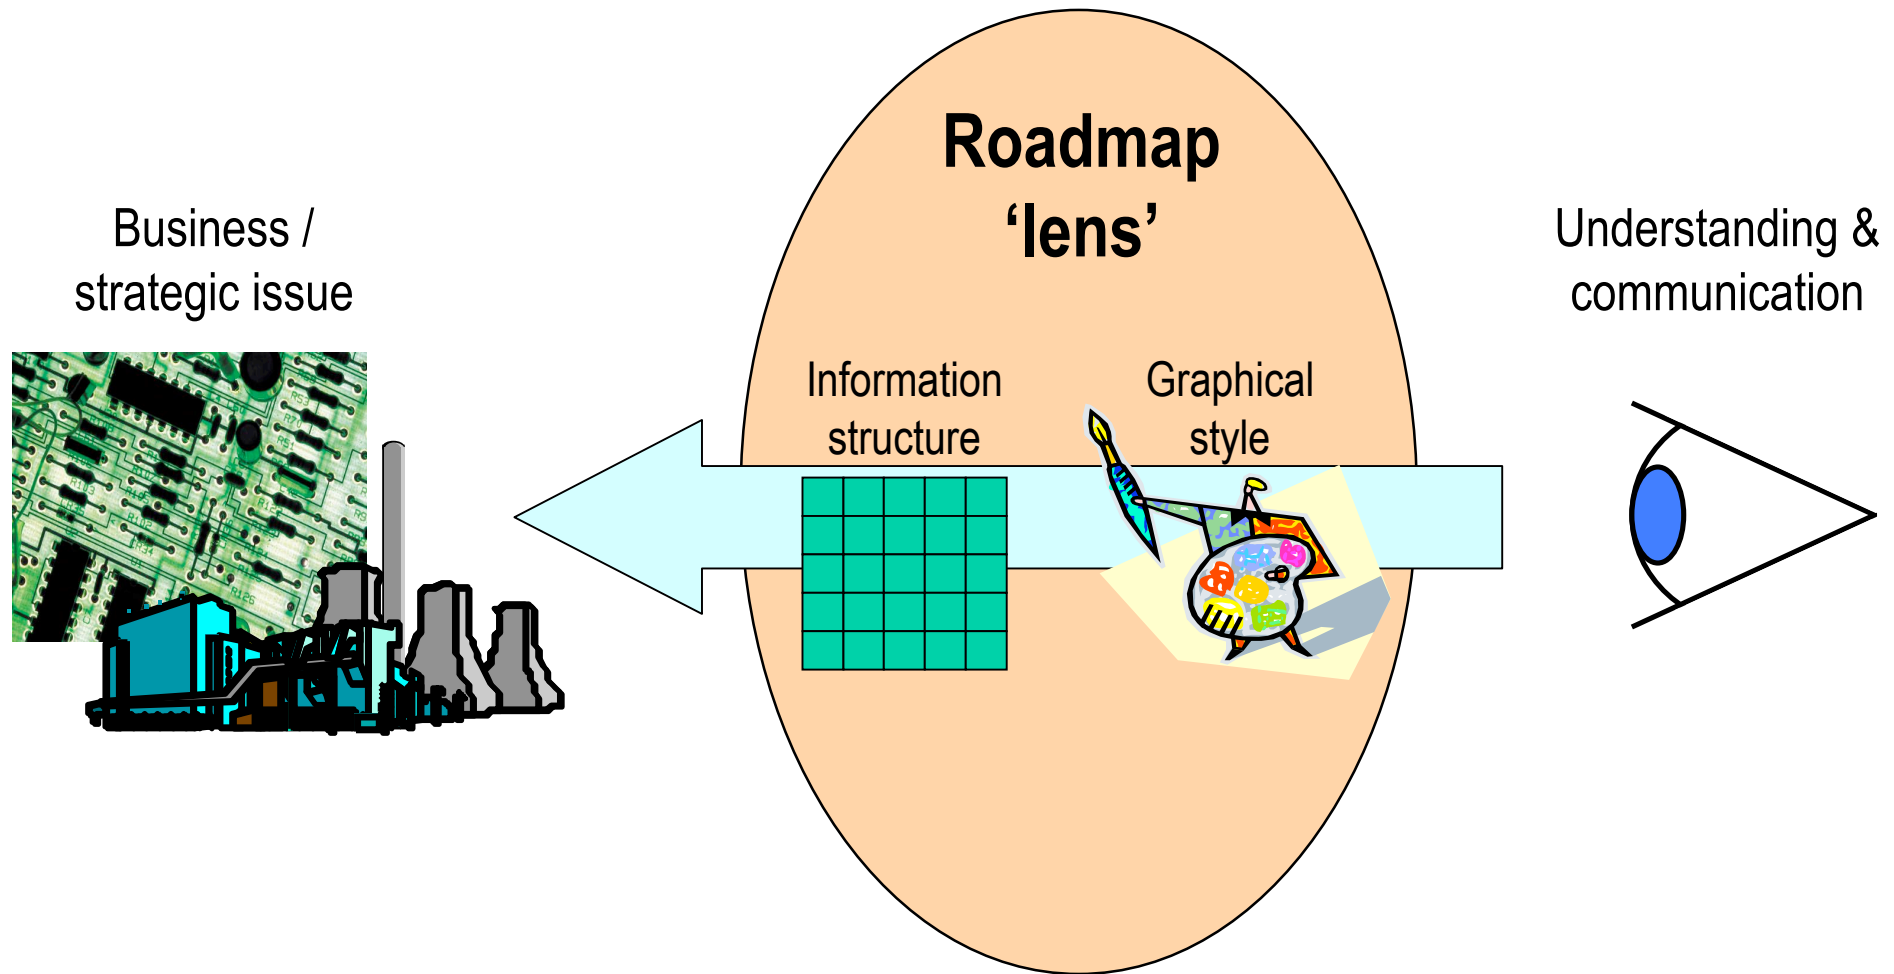 Roadmap
‘lens’
Business /
strategic issue
Understanding &
communication
Information
structure
Graphical
style